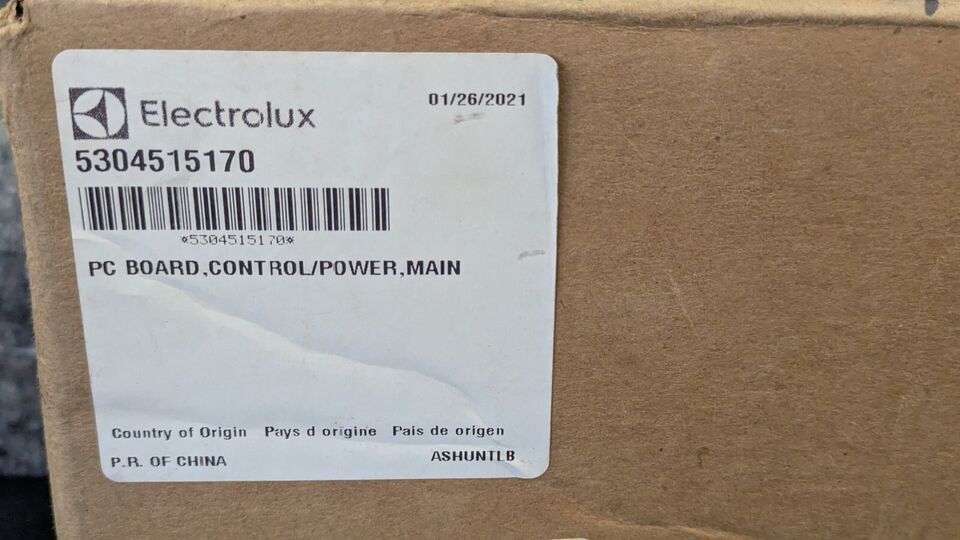 01/26/2021
Electrolux
5304515170
*5304515170*
PC BOARD,CONTROL/POWER,MAIN
Country of Origin Pays d origine Pais de origen
P.R. OF CHINA ASHUNTLB